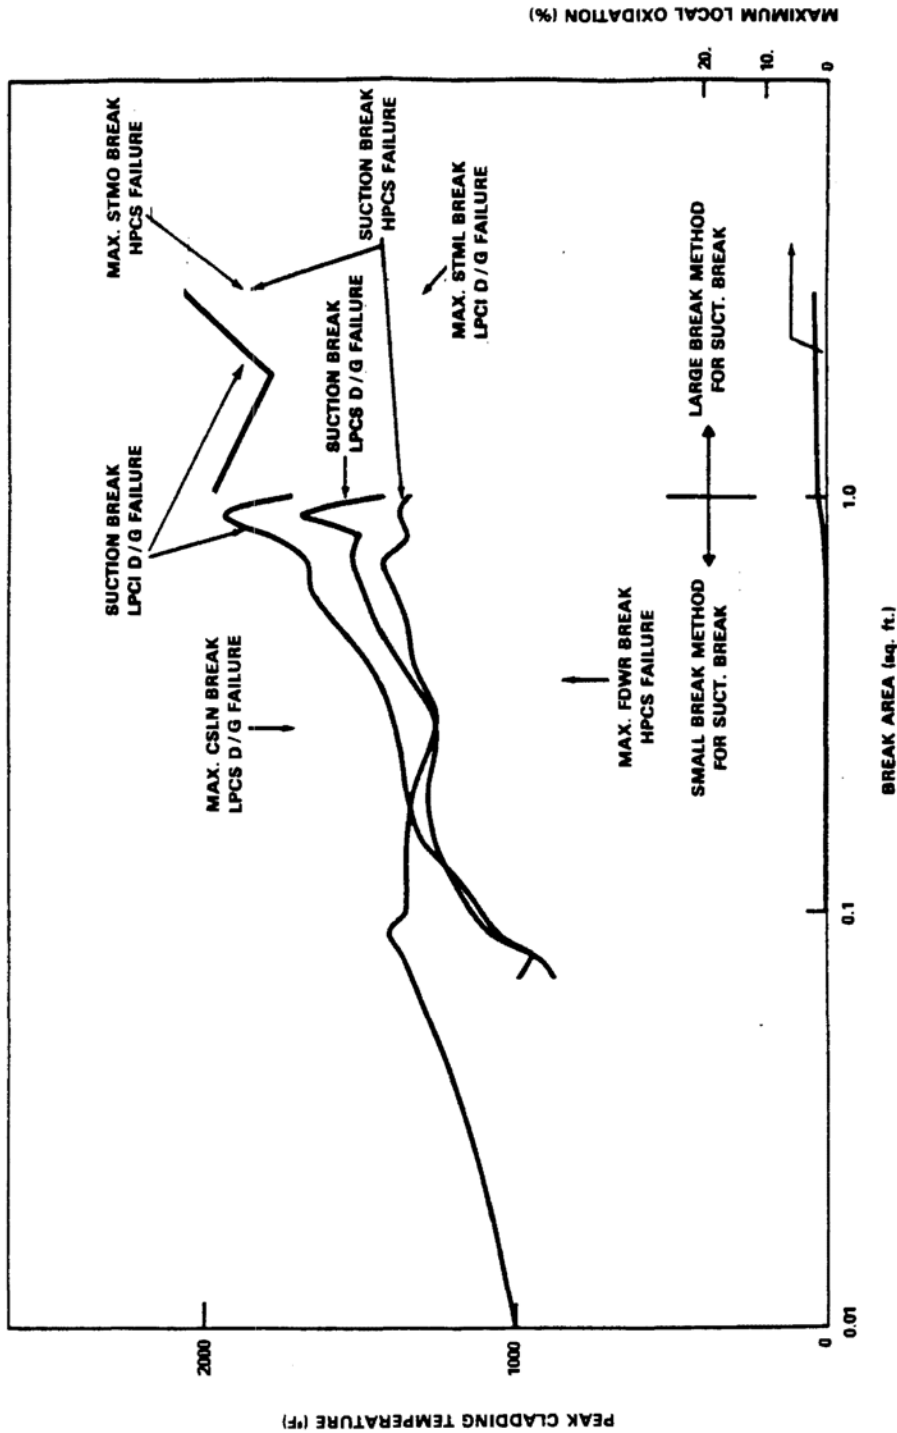 PEAK CLADDING TEMPERATURE (°F)
2000
1000
0
MAX. STMO BREAK
HPCS FAILURE
SUCTION BREAK
LPCI D/G FAILURE
SUCTION BREAK
HPCS FAILURE
SUCTION BREAK
LPCS D/G FAILURE
MAX. CSLN BREAK
LPCS D/G FAILURE
MAX. STML BREAK
LPCI D/G FAILURE
MAX. FDWR BREAK
HPCS FAILURE
SMALL BREAK METHOD
FOR SUCT. BREAK
LARGE BREAK METHOD
FOR SUCT. BREAK
20.
10.
0
MAXIMUM LOCAL OXIDATION (%)
0.01
0.1
1.0
BREAK AREA (sq. ft.)